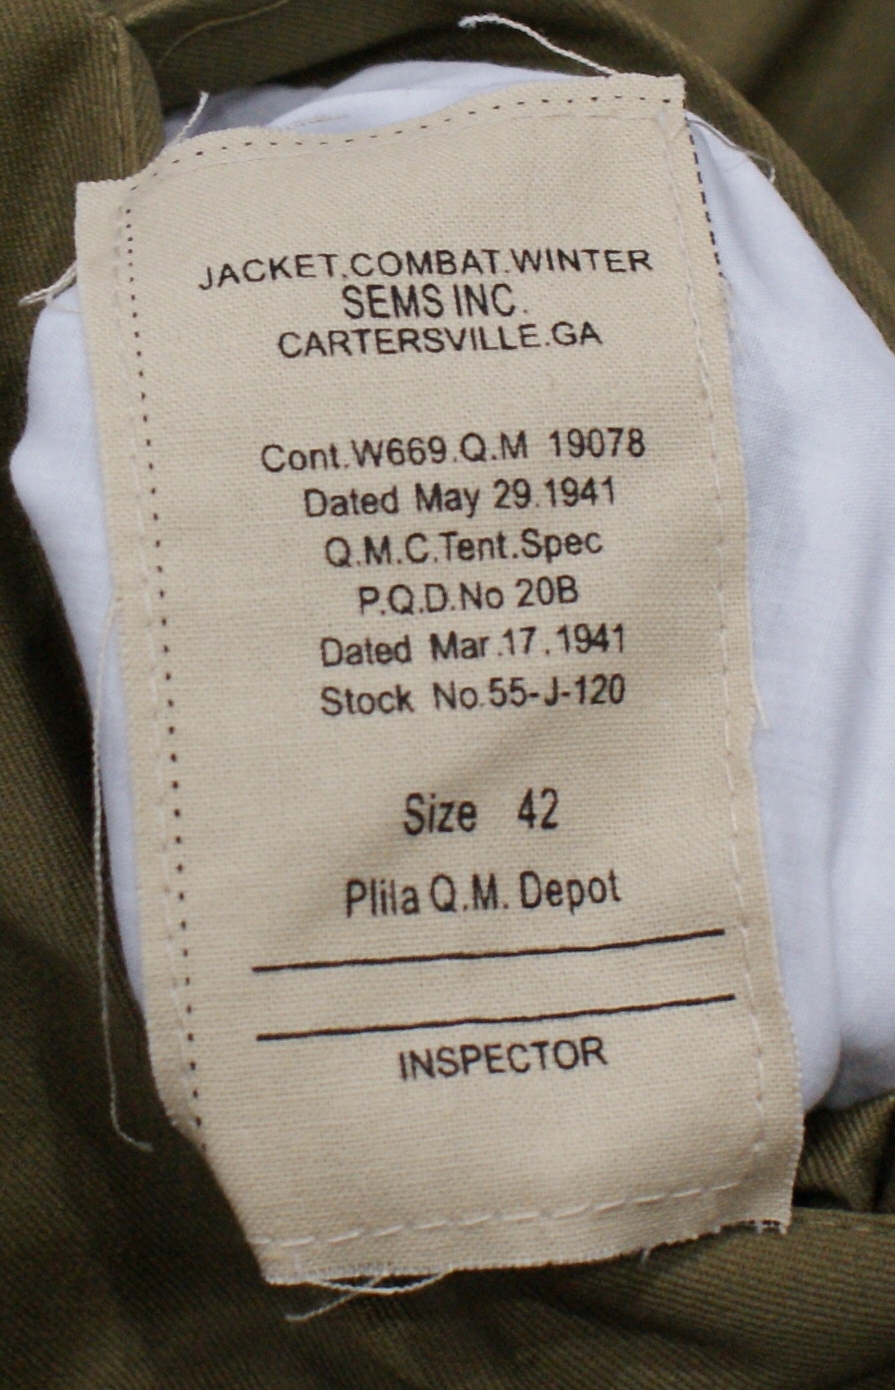 JACKET.COMBAT.WINTER
SEMS INC.
CARTERSVILLE.GA
Cont.W669.Q.M 19078
Dated May 29.1941
Q.M.C.Tent.Spec
P.Q.D.No 20B
Dated Mar.17.1941
Stock No.55-J-120
Size 42
Plila Q.M. Depot
INSPECTOR